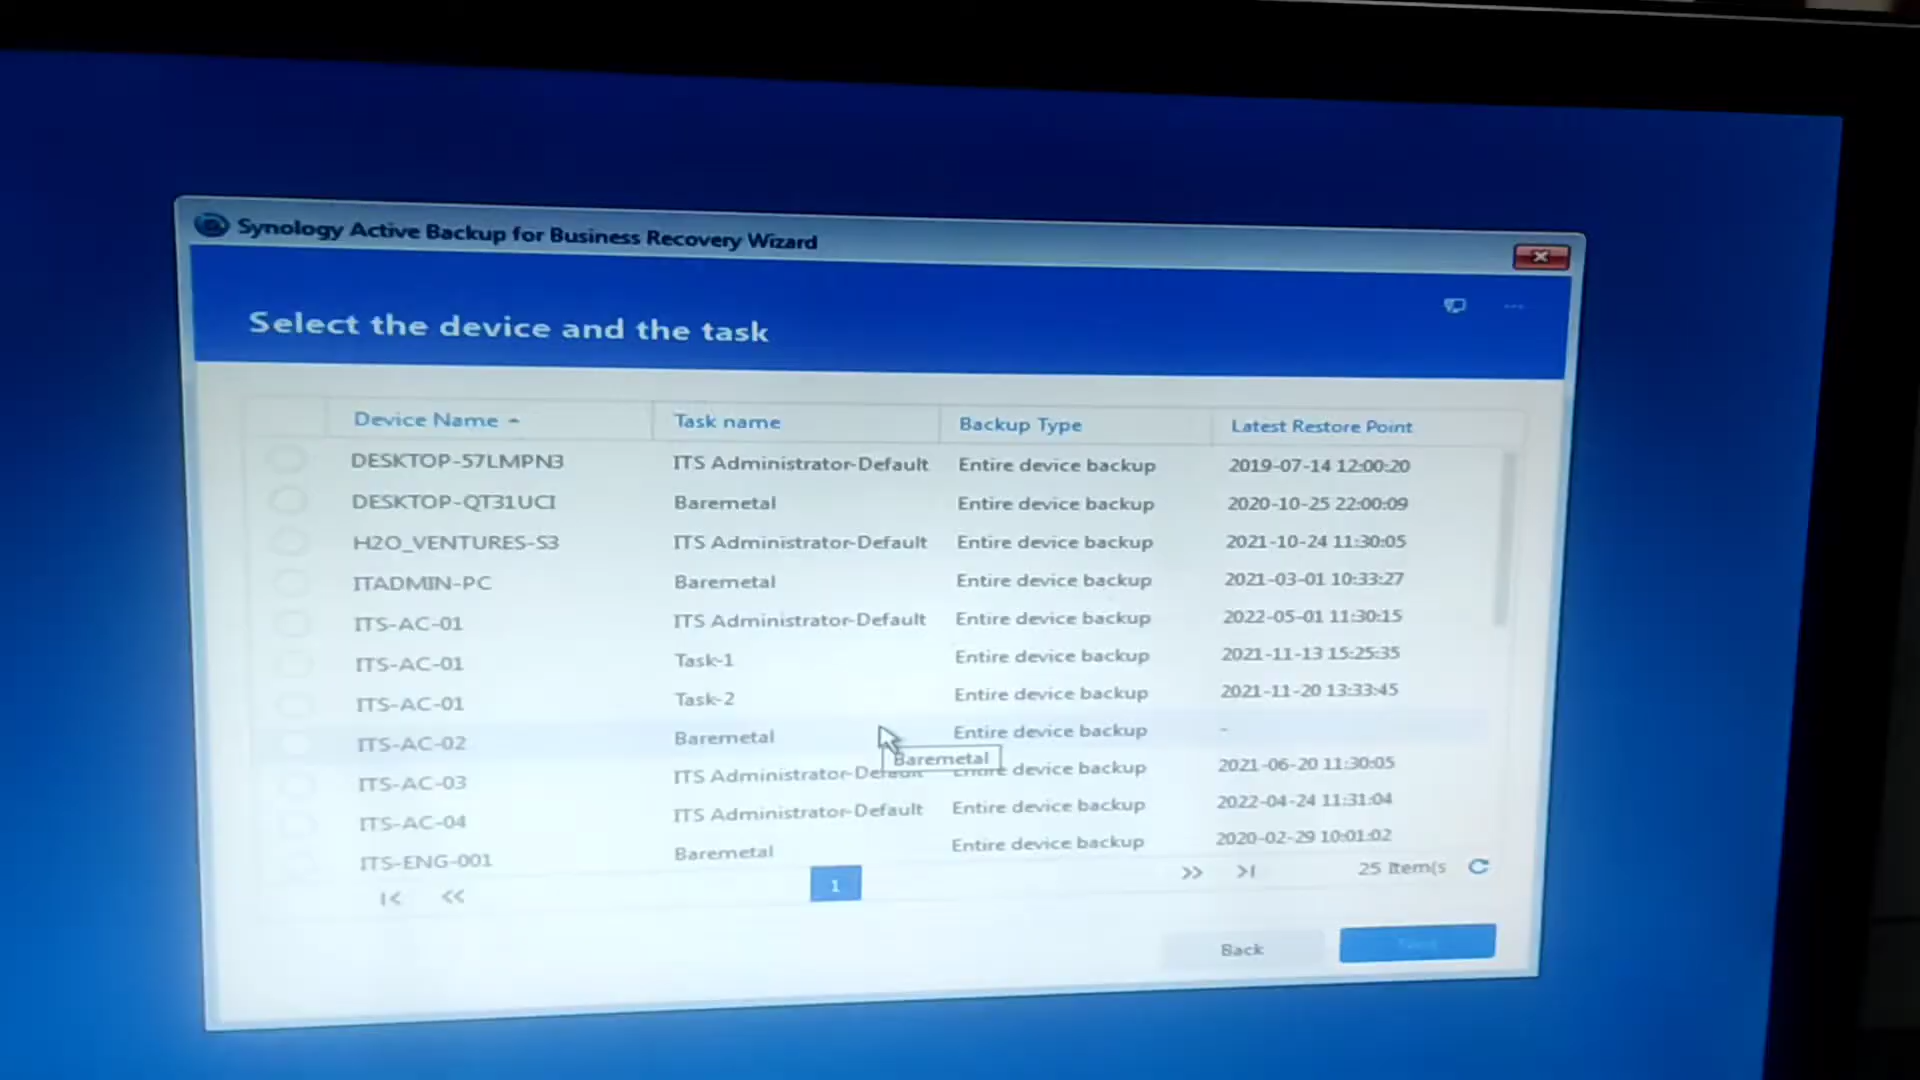 Synology Active Backup for Business Recovery Wizard
Select the device and the task
Device Name Task name Backup Type Latest Restore Point
DESKTOP-57LMPN3 ITS Administrator-Default Entire device backup 2019-07-14 12:00:20
DESKTOP-QT31UCI Baremetal Entire device backup 2020-10-25 22:00:09
H2O_VENTURES-S3 ITS Administrator-Default Entire device backup 2021-10-24 11:30:05
ITADMIN-PC Baremetal Entire device backup 2021-03-01 10:33:27
ITS-AC-01 ITS Administrator-Default Entire device backup 2022-05-01 11:30:15
ITS-AC-01 Task-1 Entire device backup 2021-11-13 15:25:35
ITS-AC-01 Task-2 Entire device backup 2021-11-20 13:33:45
ITS-AC-02 Baremetal Entire device backup -
Baremetal
ITS-AC-03 ITS Administrator-Default Entire device backup 2021-06-20 11:30:05
ITS-AC-04 ITS Administrator-Default Entire device backup 2022-04-24 11:31:04
ITS-ENG-001 Baremetal Entire device backup 2020-02-29 10:01:02
1 25 Item(s
Back